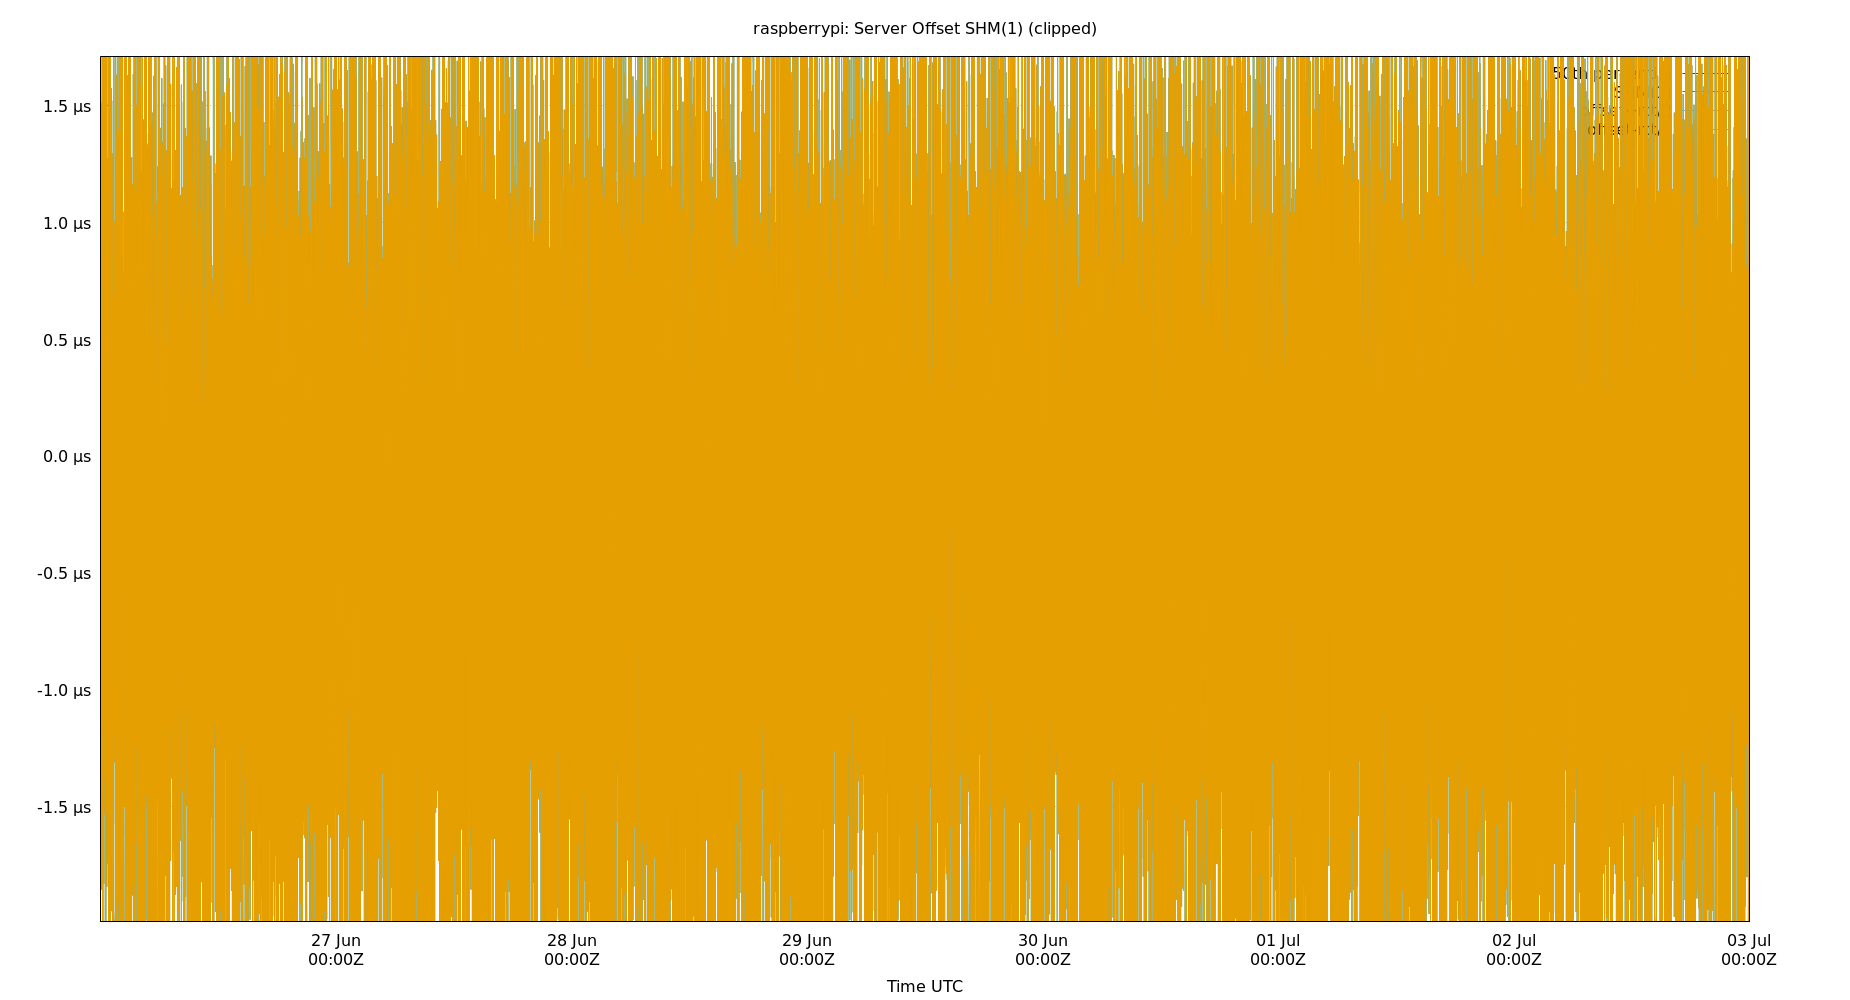 raspberrypi: Server Offset SHM(1) (clipped)
1.5 µs
1.0 µs
0.5 µs
0.0 µs
-0.5 µs
-1.0 µs
-1.5 µs
27 Jun 28 Jun 29 Jun 30 Jun 01 Jul 02 Jul 03 Jul
00:00Z 00:00Z 00:00Z 00:00Z 00:00Z 00:00Z 00:00Z
Time UTC